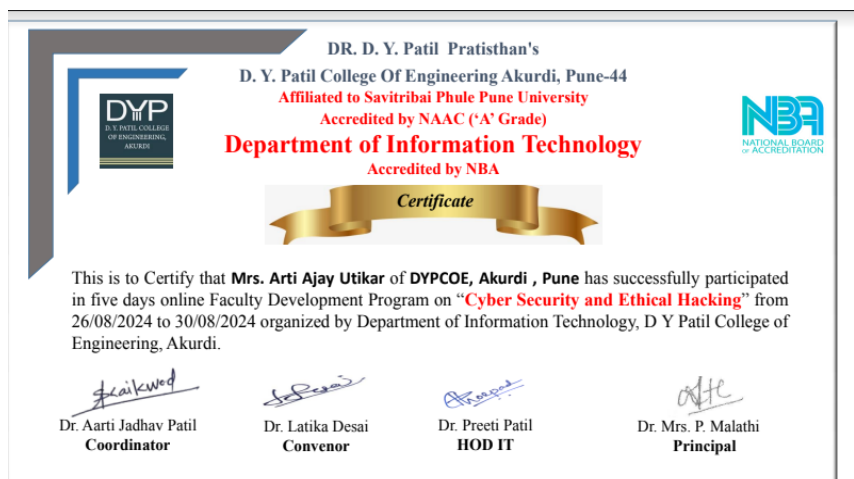 DR. D. Y. Patil Pratisthan's
D. Y. Patil College Of Engineering Akurdi, Pune-44
Affiliated to Savitribai Phule Pune University
Accredited by NAAC (‘A’ Grade)
Department of Information Technology
Accredited by NBA
DYP
D. Y. PATIL COLLEGE
OF ENGINEERING,
AKURDI
NBA
NATIONAL BOARD
OF ACCREDITATION
Certificate
This is to Certify that Mrs. Arti Ajay Utikar of DYPCOE, Akurdi , Pune has successfully participated
in five days online Faculty Development Program on “Cyber Security and Ethical Hacking” from
26/08/2024 to 30/08/2024 organized by Department of Information Technology, D Y Patil College of
Engineering, Akurdi.
Dr. Aarti Jadhav Patil
Coordinator
Dr. Latika Desai
Convenor
Dr. Preeti Patil
HOD IT
Dr. Mrs. P. Malathi
Principal